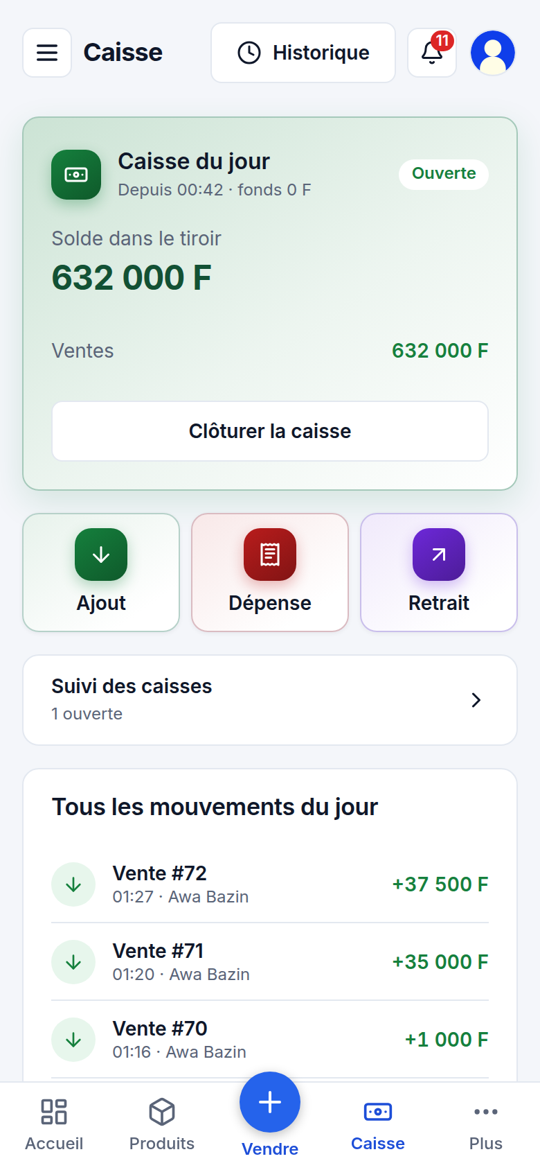 Caisse
Historique
11
Caisse du jour
Depuis 00:42 · fonds 0 F
Ouverte
Solde dans le tiroir
632 000 F
Ventes
632 000 F
Clôturer la caisse
Ajout
Dépense
Retrait
Suivi des caisses
1 ouverte
Tous les mouvements du jour
Vente #72
01:27 · Awa Bazin
+37 500 F
Vente #71
01:20 · Awa Bazin
+35 000 F
Vente #70
01:16 · Awa Bazin
+1 000 F
Accueil
Produits
Vendre
Caisse
Plus